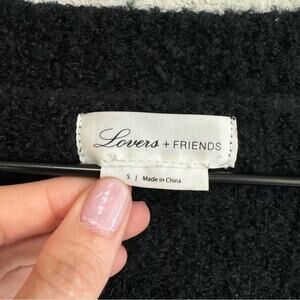 Lovers + FRIENDS
S | Made in China